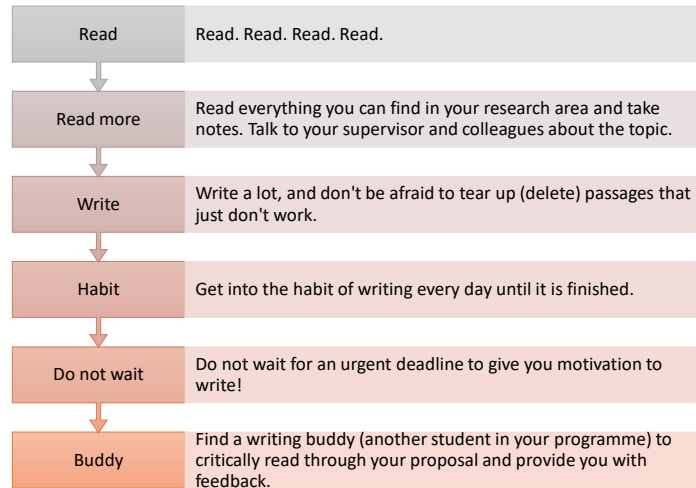 Read
Read. Read. Read. Read.
Read more
Read everything you can find in your research area and take
notes. Talk to your supervisor and colleagues about the topic.
Write
Write a lot, and don't be afraid to tear up (delete) passages that
just don't work.
Habit
Get into the habit of writing every day until it is finished.
Do not wait
Do not wait for an urgent deadline to give you motivation to
write!
Buddy
Find a writing buddy (another student in your programme) to
critically read through your proposal and provide you with
feedback.